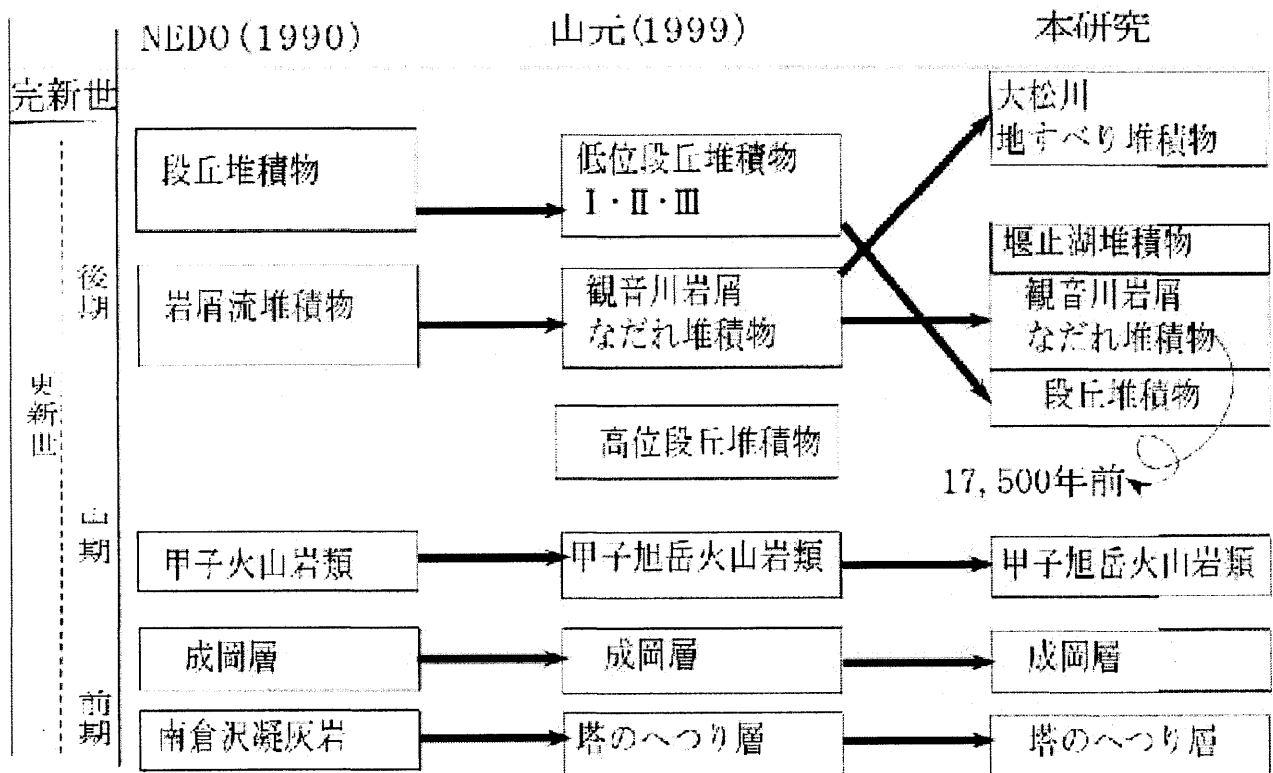 NEDO(1990)
山元(1999)
本研究
完新世
更新世
後期
中期
前期
段丘堆積物
岩屑流堆積物
甲子火山岩類
成岡層
南倉沢凝灰岩
低位段丘堆積物
Ⅰ・Ⅱ・Ⅲ
観音川岩屑
なだれ堆積物
高位段丘堆積物
甲子旭岳火山岩類
成岡層
塔のへつり層
大松川
地すべり堆積物
堰止湖堆積物
観音川岩屑
なだれ堆積物
段丘堆積物
17,500年前
甲子旭岳火山岩類
成岡層
塔のへつり層